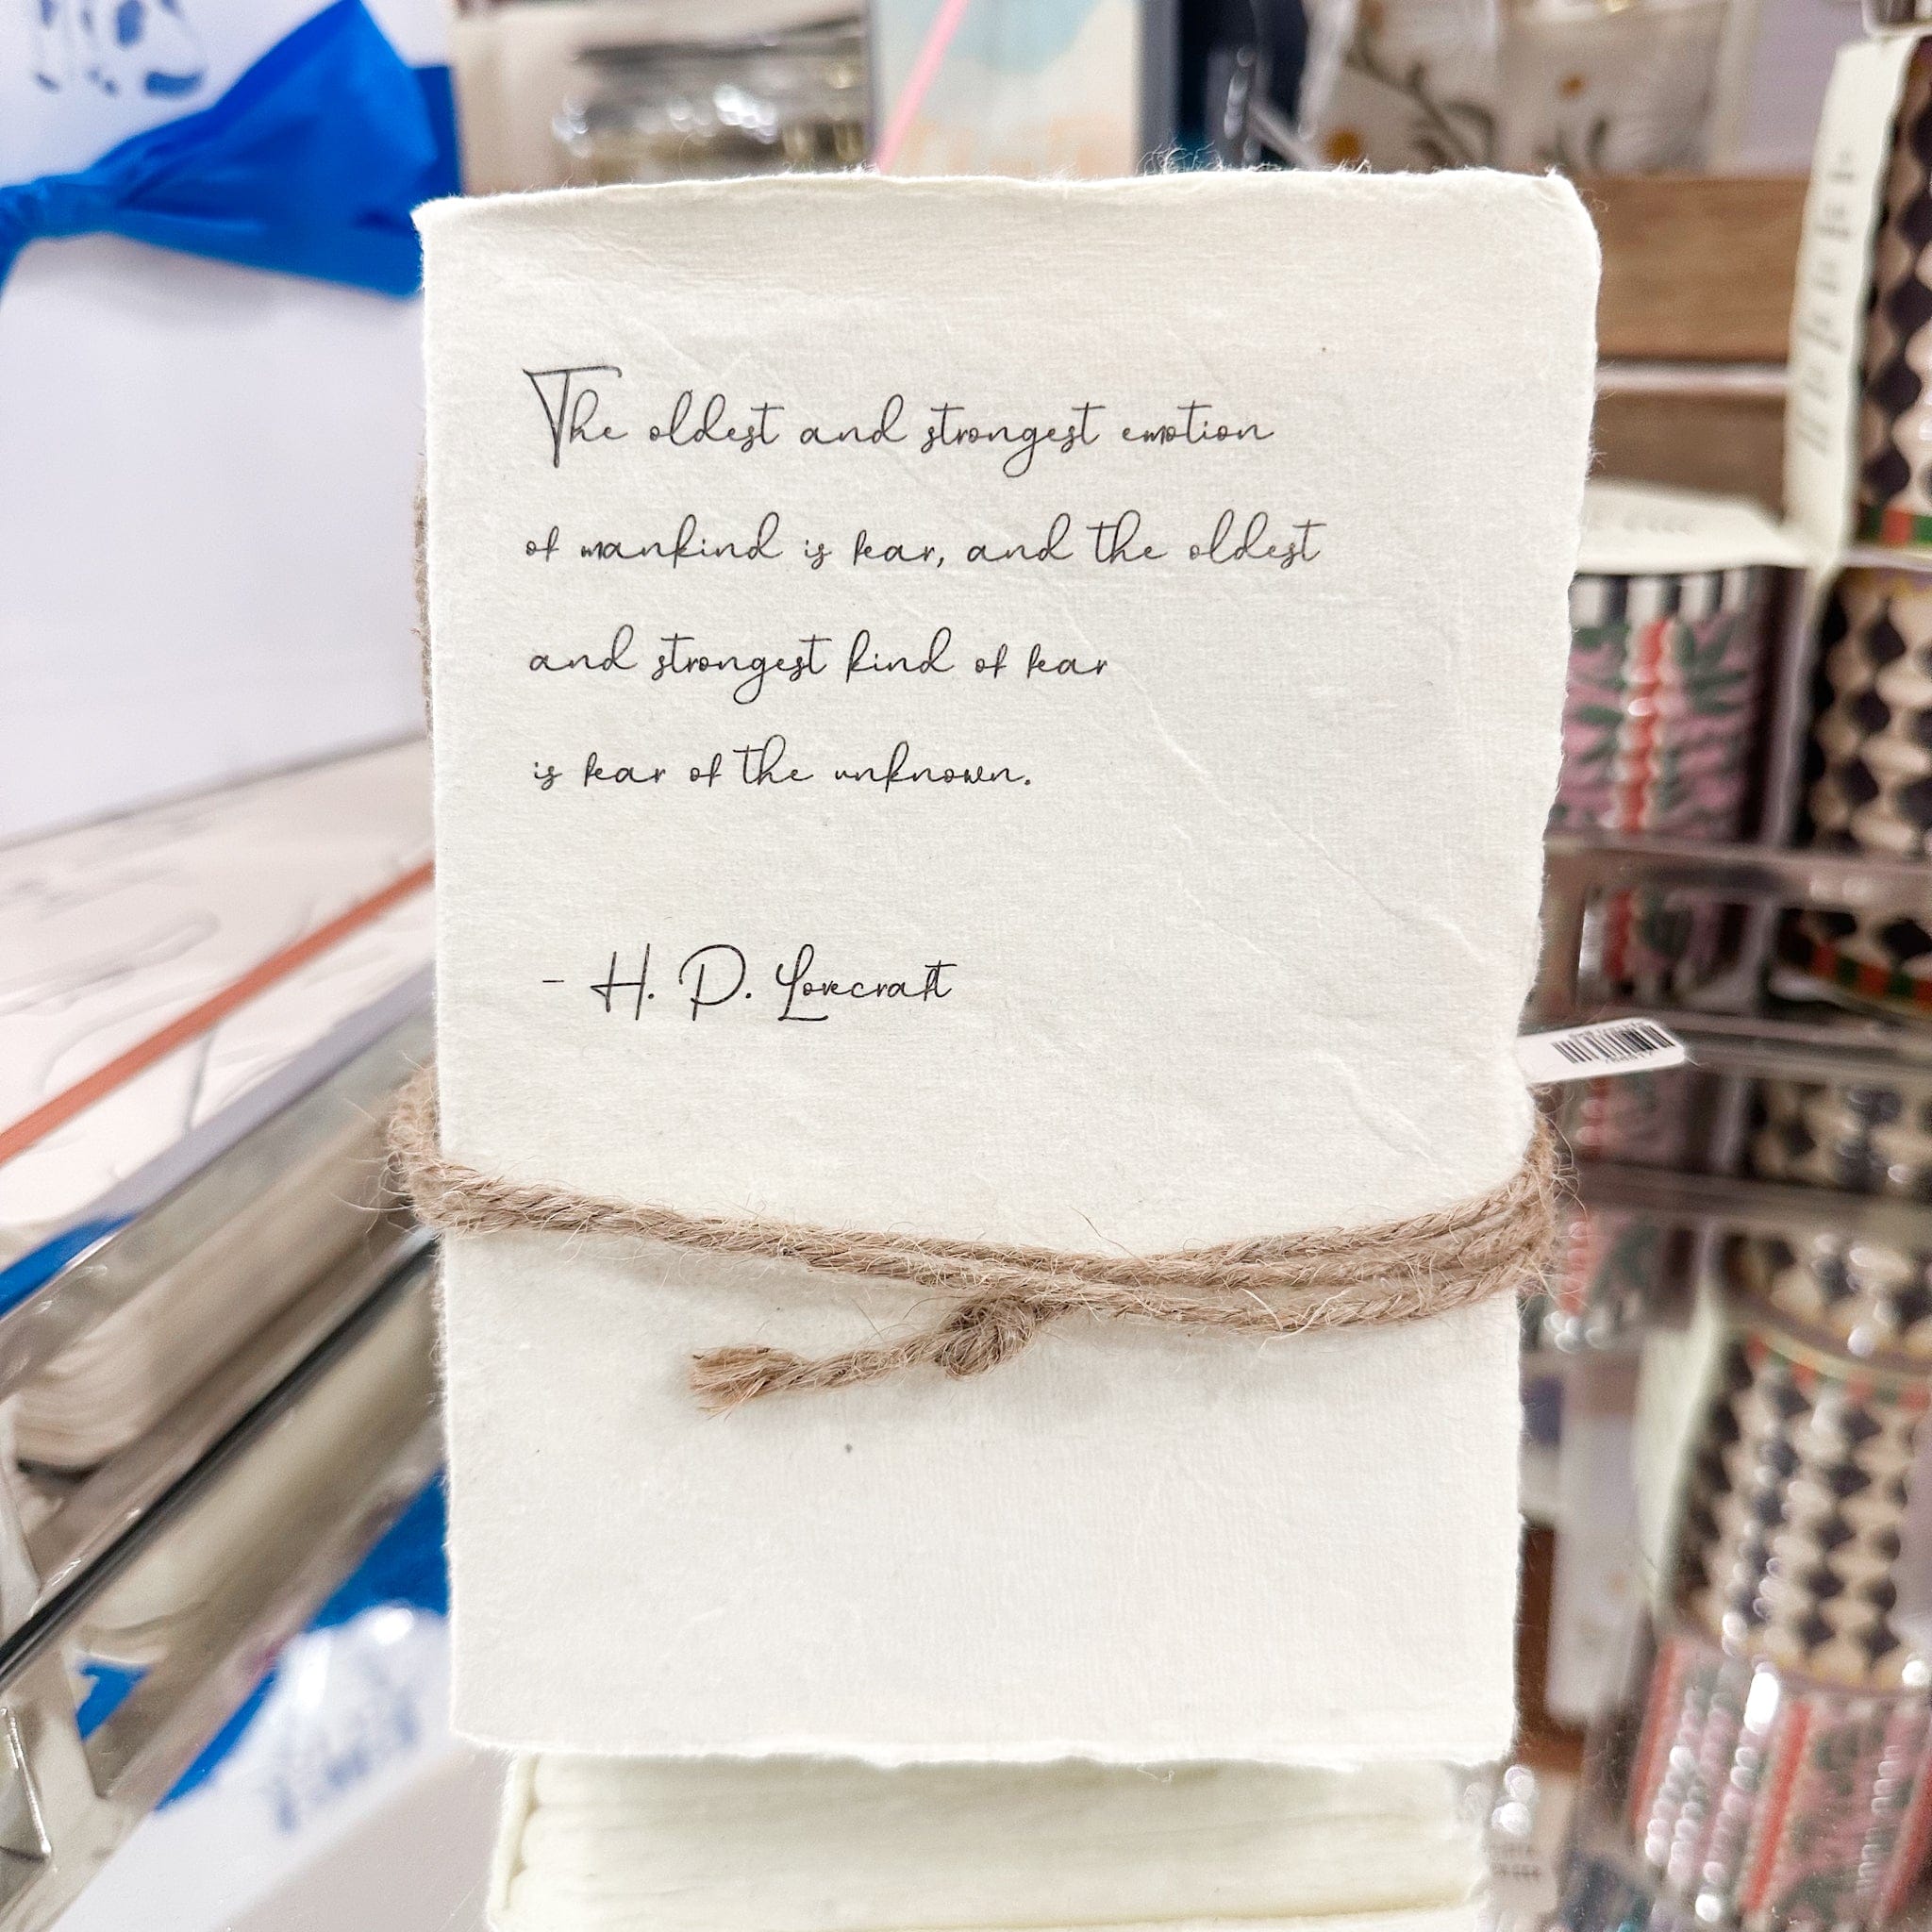 The oldest and strongest emotion
of mankind is fear, and the oldest
and strongest kind of fear
is fear of the unknown.
- H. P. Lovecraft